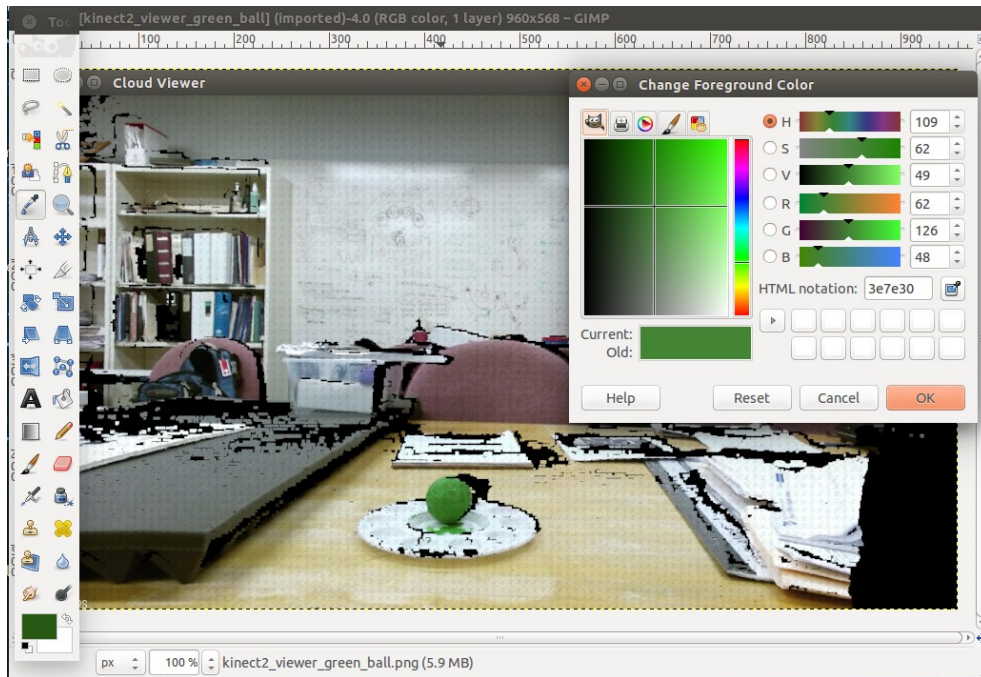 [kinect2_viewer_green_ball] (imported)-4.0 (RGB color, 1 layer) 960x568 – GIMP
100 200 300 400 500 600 700 800 900
Cloud Viewer
Change Foreground Color
H 109
S 62
V 49
R 62
G 126
B 48
HTML notation: 3e7e30
Current:
Old:
Help Reset Cancel OK
px 100 % kinect2_viewer_green_ball.png (5.9 MB)